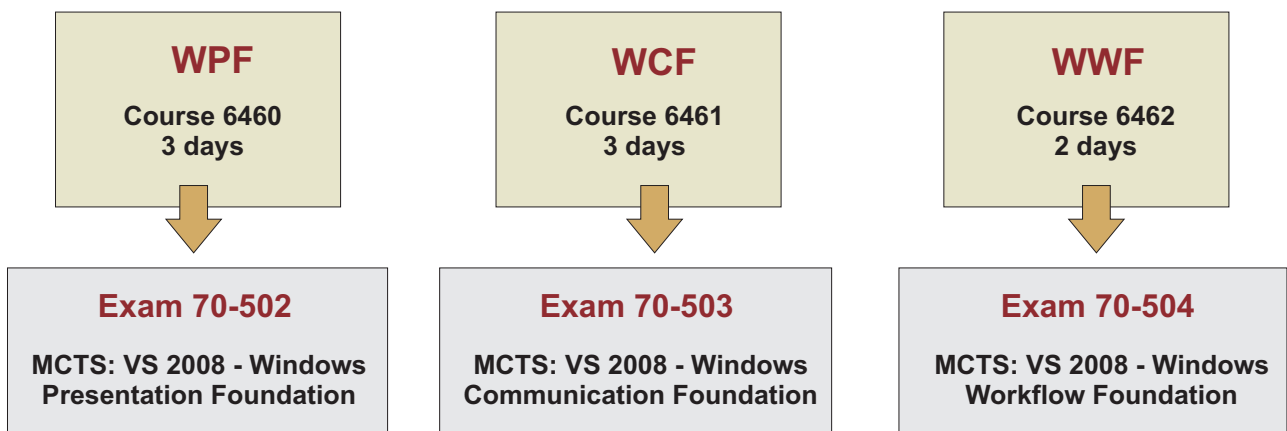 WPF
Course 6460
3 days
WCF
Course 6461
3 days
WWF
Course 6462
2 days
Exam 70-502
MCTS: VS 2008 - Windows
Presentation Foundation
Exam 70-503
MCTS: VS 2008 - Windows
Communication Foundation
Exam 70-504
MCTS: VS 2008 - Windows
Workflow Foundation